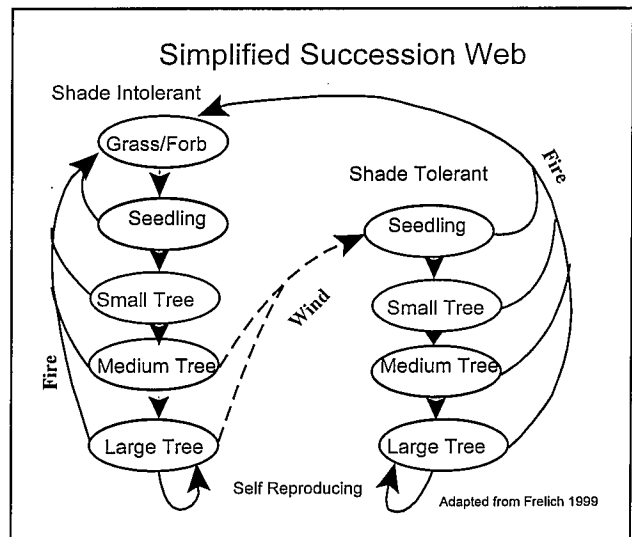 Simplified Succession Web
Shade Intolerant
Grass/Forb
Seedling
Small Tree
Medium Tree
Large Tree
Fire
Wind
Shade Tolerant
Seedling
Small Tree
Medium Tree
Large Tree
Fire
Self Reproducing
Adapted from Frelich 1999